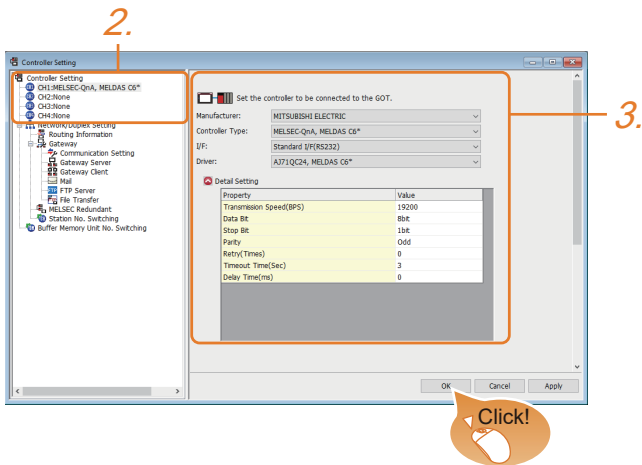 2.
Controller Setting
Controller Setting
CH1:MELSEC-QnA, MELDAS C6*
CH2:None
CH3:None
CH4:None
Network/Duplex Setting
Routing Information
Gateway
Communication Setting
Gateway Server
Gateway Client
Mail
FTP Server
File Transfer
MELSEC Redundant
Station No. Switching
Buffer Memory Unit No. Switching
Set the controller to be connected to the GOT.
Manufacturer: MITSUBISHI ELECTRIC
Controller Type: MELSEC-QnA, MELDAS C6*
I/F: Standard I/F(RS232)
Driver: AJ71QC24, MELDAS C6*
Detail Setting
Property Value
Transmission Speed(BPS) 19200
Data Bit 8bit
Stop Bit 1bit
Parity Odd
Retry(Times) 0
Timeout Time(Sec) 3
Delay Time(ms) 0
3.
OK Cancel Apply
Click!